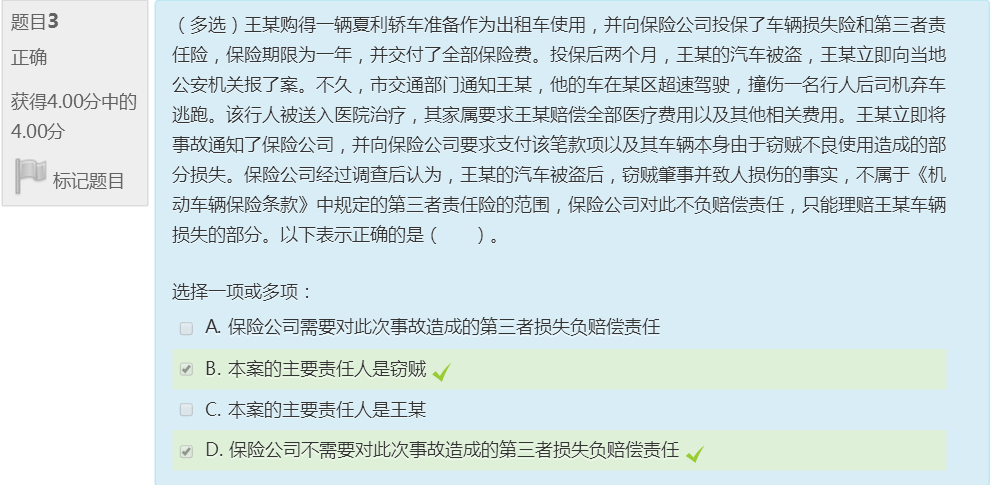 题目3
正确
获得4.00分中的
4.00分
标记题目
（多选）王某购得一辆夏利轿车准备作为出租车使用，并向保险公司投保了车辆损失险和第三者责
任险，保险期限为一年，并交付了全部保险费。投保后两个月，王某的汽车被盗，王某立即向当地
公安机关报了案。不久，市交通部门通知王某，他的车在某区超速驾驶，撞伤一名行人后司机弃车
逃跑。该行人被送入医院治疗，其家属要求王某赔偿全部医疗费用以及其他相关费用。王某立即将
事故通知了保险公司，并向保险公司要求支付该笔款项以及其车辆本身由于窃贼不良使用造成的部
分损失。保险公司经过调查后认为，王某的汽车被盗后，窃贼肇事并致人损伤的事实，不属于《机
动车辆保险条款》中规定的第三者责任险的范围，保险公司对此不负赔偿责任，只能理赔王某车辆
损失的部分。以下表示正确的是（　　）。
选择一项或多项：
A. 保险公司需要对此次事故造成的第三者损失负赔偿责任
B. 本案的主要责任人是窃贼
C. 本案的主要责任人是王某
D. 保险公司不需要对此次事故造成的第三者损失负赔偿责任